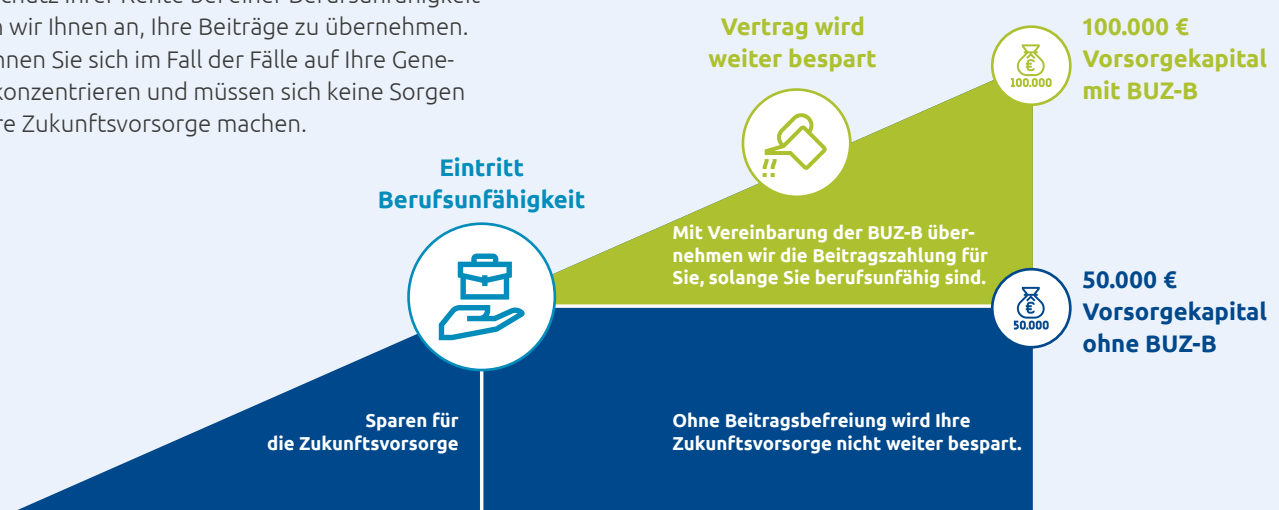 wir Ihnen an, Ihre Beiträge zu übernehmen.
Sie sich im Fall der Fälle auf Ihre Gene-
konzentrieren und müssen sich keine Sorgen
Zukunftsvorsorge machen.
Eintritt
Berufsunfähigkeit
Vertrag wird
weiter bespart
100.000
100.000 €
Vorsorgekapital
mit BUZ-B
Mit Vereinbarung der BUZ-B über-
nehmen wir die Beitragszahlung für
Sie, solange Sie berufsunfähig sind.
50.000
50.000 €
Vorsorgekapital
ohne BUZ-B
Sparen für
die Zukunftsvorsorge
Ohne Beitragsbefreiung wird Ihre
Zukunftsvorsorge nicht weiter bespart.